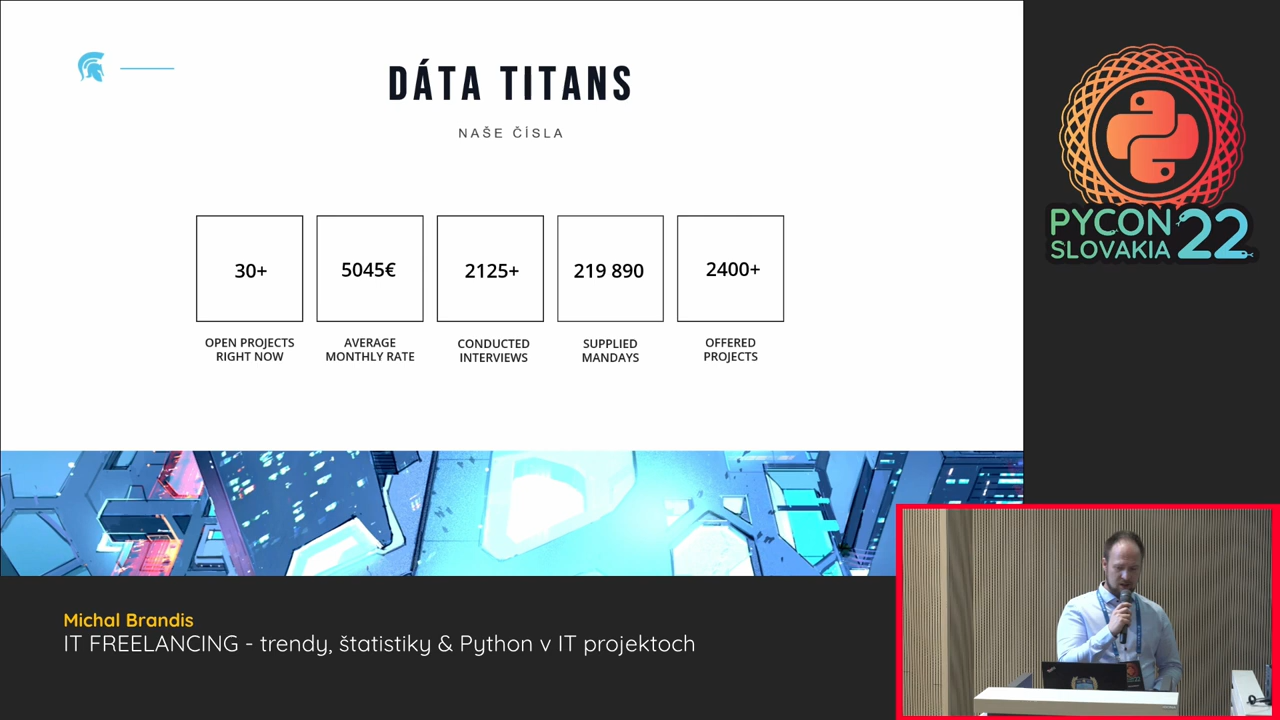 DÁTA TITANS
NAŠE ČÍSLA
30+
5045€
2125+
219 890
2400+
OPEN PROJECTS
RIGHT NOW
AVERAGE
MONTHLY RATE
CONDUCTED
INTERVIEWS
SUPPLIED
MANDAYS
OFFERED
PROJECTS
PYCON
SLOVAKIA
22
Michal Brandis
IT FREELANCING - trendy, štatistiky & Python v IT projektoch